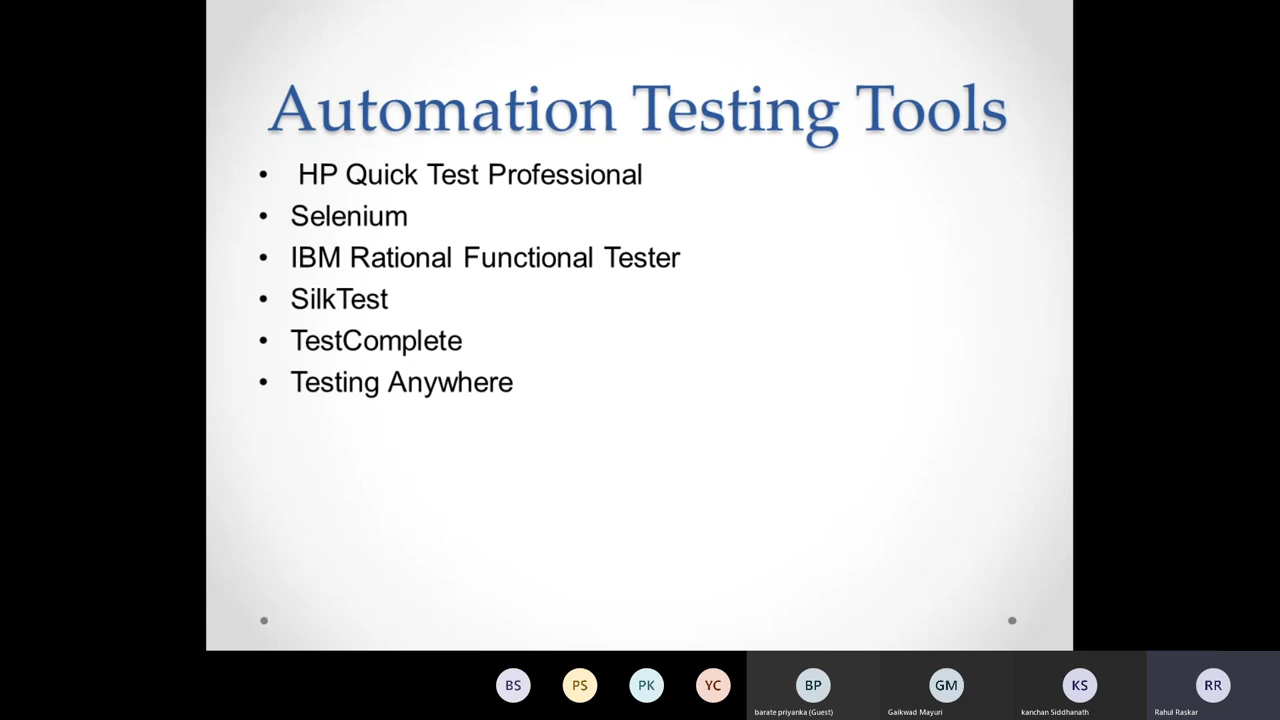 Automation Testing Tools
• HP Quick Test Professional
• Selenium
• IBM Rational Functional Tester
• SilkTest
• TestComplete
• Testing Anywhere
BS PS PK YC BP GM KS RR
barate priyanka (Guest) Gaikwad Mayuri kanchan Siddhanath Rahul Raskar